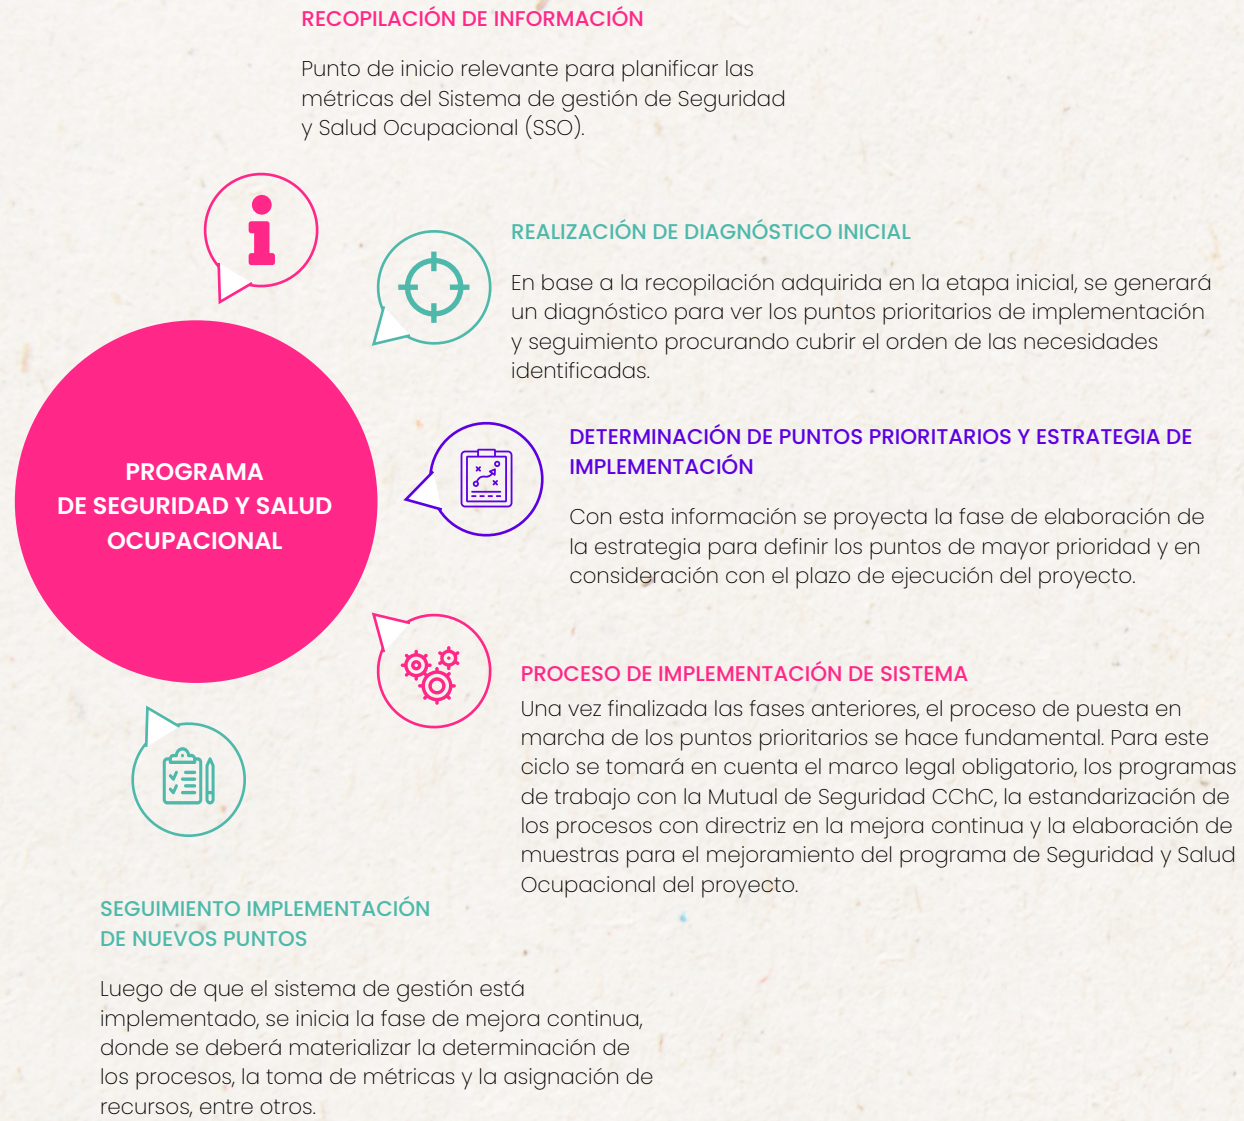 RECOPILACIÓN DE INFORMACIÓN
Punto de inicio relevante para planificar las
métricas del Sistema de gestión de Seguridad
y Salud Ocupacional (SSO).
REALIZACIÓN DE DIAGNÓSTICO INICIAL
En base a la recopilación adquirida en la etapa inicial, se generará
un diagnóstico para ver los puntos prioritarios de implementación
y seguimiento procurando cubrir el orden de las necesidades
identificadas.
PROGRAMA
DE SEGURIDAD Y SALUD
OCUPACIONAL
DETERMINACIÓN DE PUNTOS PRIORITARIOS Y ESTRATEGIA DE
IMPLEMENTACIÓN
Con esta información se proyecta la fase de elaboración de
la estrategia para definir los puntos de mayor prioridad y en
consideración con el plazo de ejecución del proyecto.
PROCESO DE IMPLEMENTACIÓN DE SISTEMA
Una vez finalizada las fases anteriores, el proceso de puesta en
marcha de los puntos prioritarios se hace fundamental. Para este
ciclo se tomará en cuenta el marco legal obligatorio, los programas
de trabajo con la Mutual de Seguridad CChC, la estandarización de
los procesos con directriz en la mejora continua y la elaboración de
muestras para el mejoramiento del programa de Seguridad y Salud
Ocupacional del proyecto.
SEGUIMIENTO IMPLEMENTACIÓN
DE NUEVOS PUNTOS
Luego de que el sistema de gestión está
implementado, se inicia la fase de mejora continua,
donde se deberá materializar la determinación de
los procesos, la toma de métricas y la asignación de
recursos, entre otros.